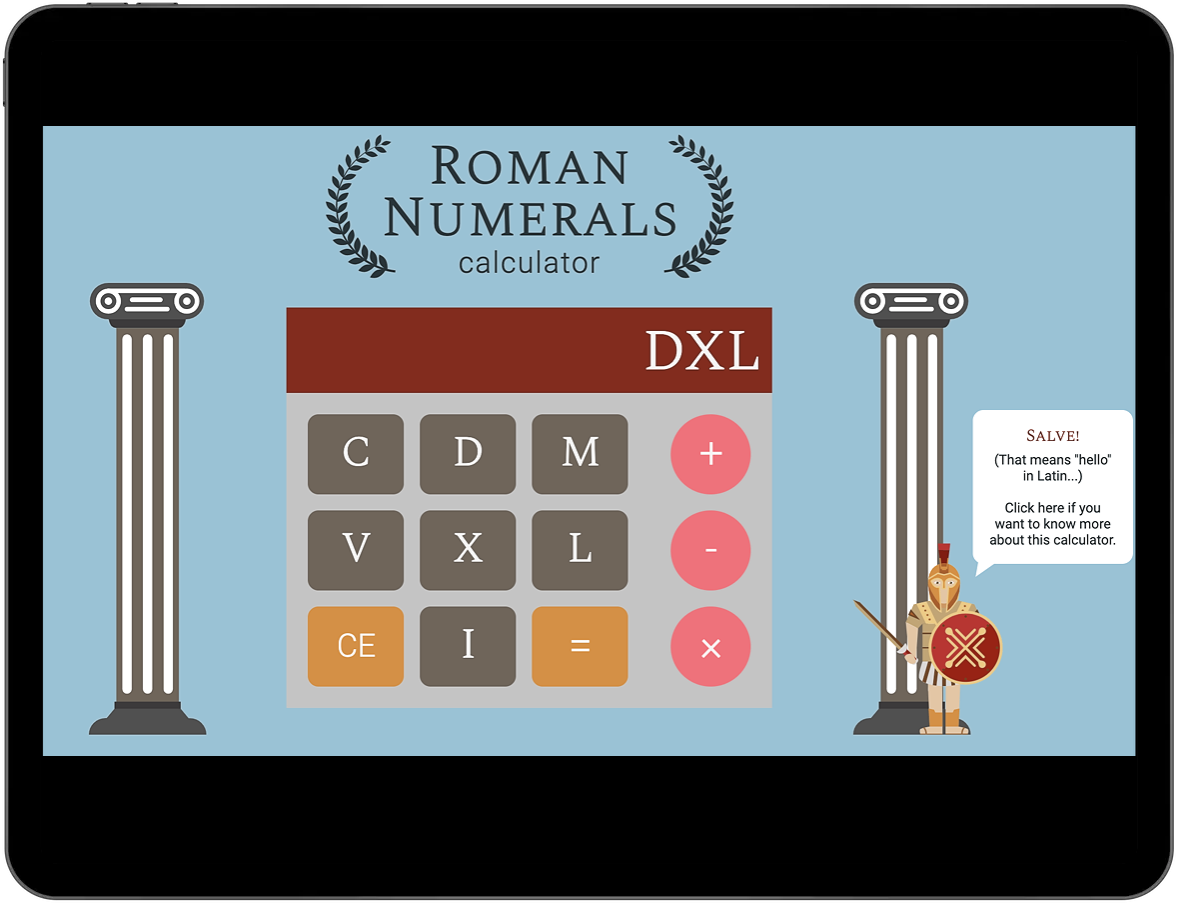 ROMAN
NUMERALS
calculator
DXL
C D M +
V X L -
CE I = ×
SALVE!
(That means "hello"
in Latin...)
Click here if you
want to know more
about this calculator.